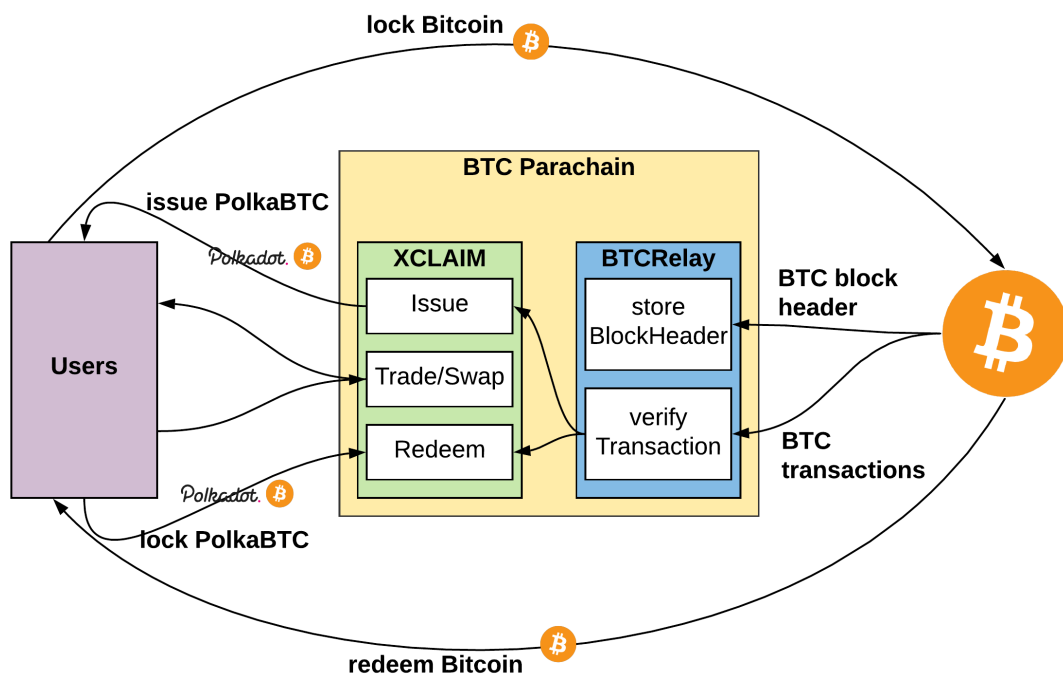 lock Bitcoin
BTC Parachain
issue PolkaBTC
Polkadot.
XCLAIM
Issue
Trade/Swap
Redeem
BTCRelay
store
BlockHeader
verify
Transaction
BTC block
header
BTC
transactions
Users
Polkadot.
lock PolkaBTC
redeem Bitcoin